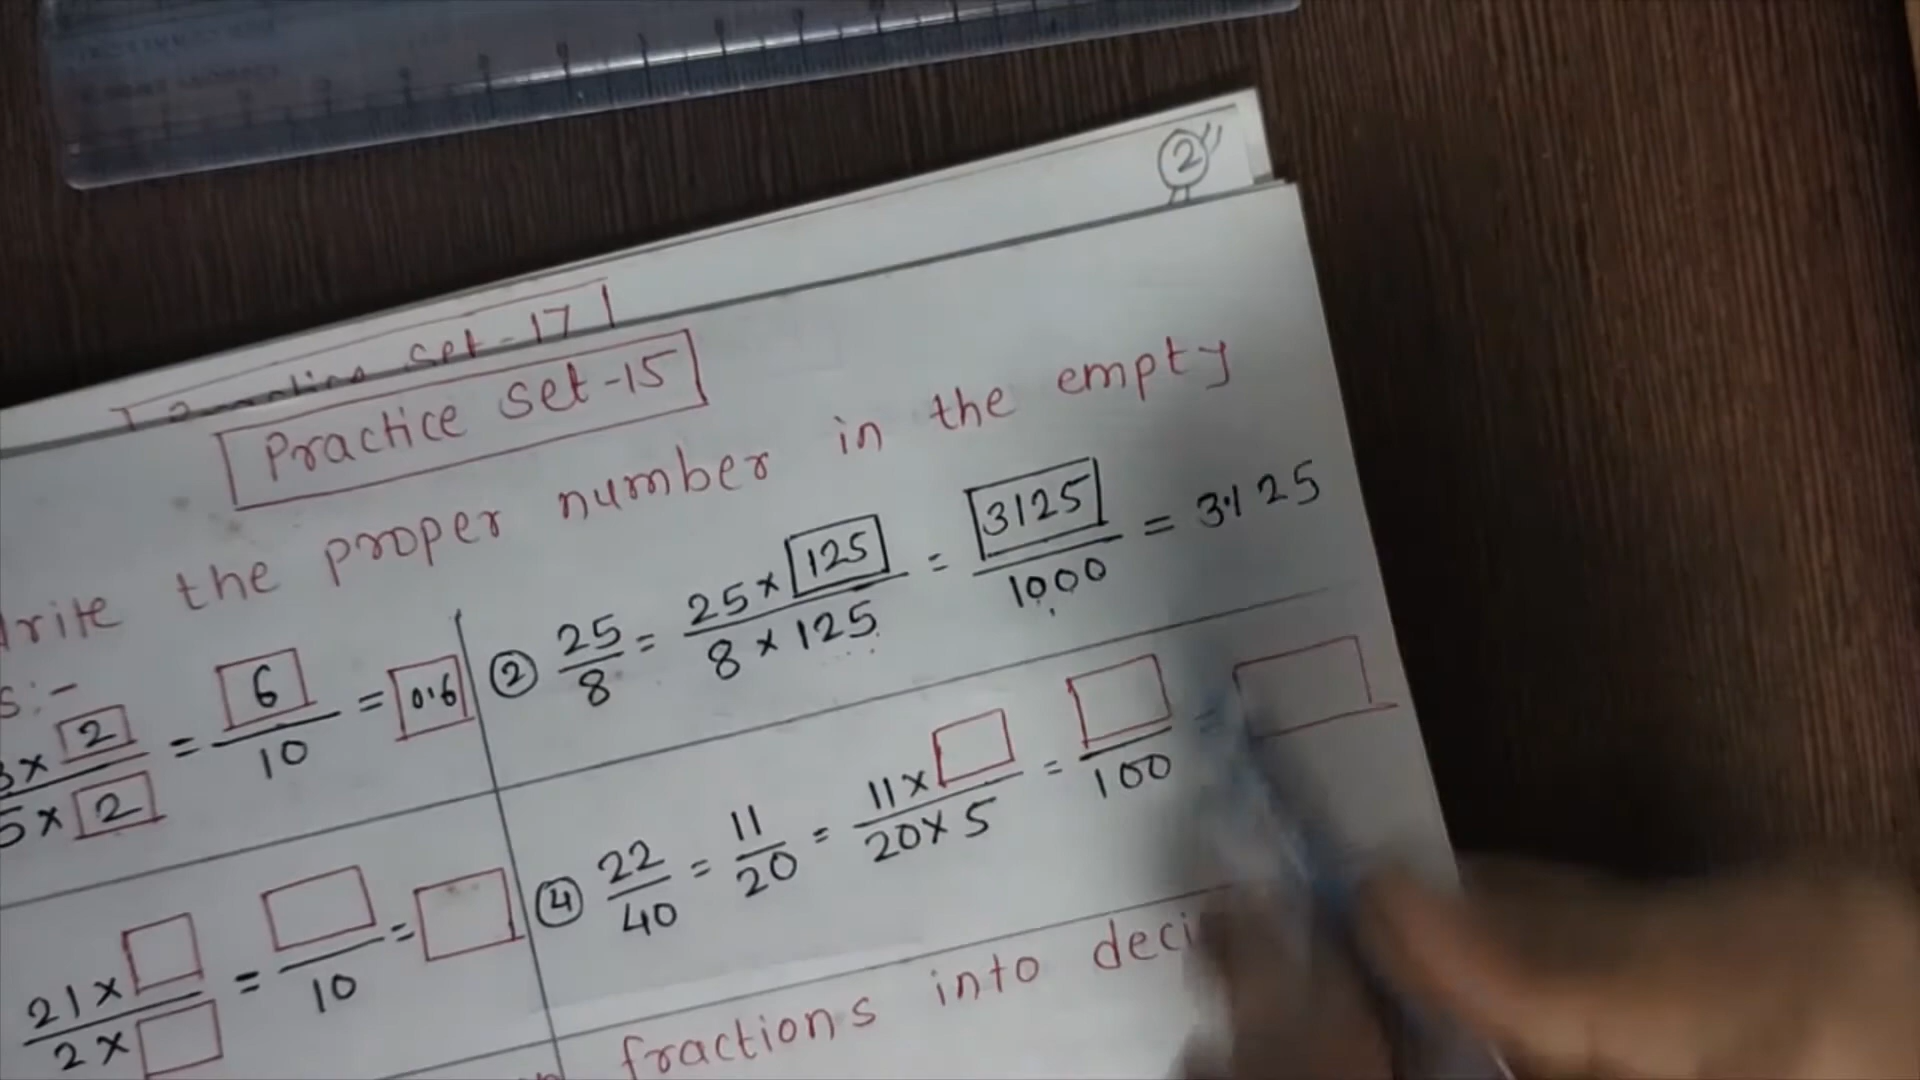 2
Set-17
Practice Set-15
the proper number in the empty
3 × 2 / 5 × 2 = 6 / 10 = 0.6
② 25/8 = 25 × 125 / 8 × 125 = 3125 / 1000 = 3.125
21 × □ / 2 × □ = □ / 10 = □
④ 22/40 = 11/20 = 11 × □ / 20 × 5 = □ / 100 = □
fractions into deci